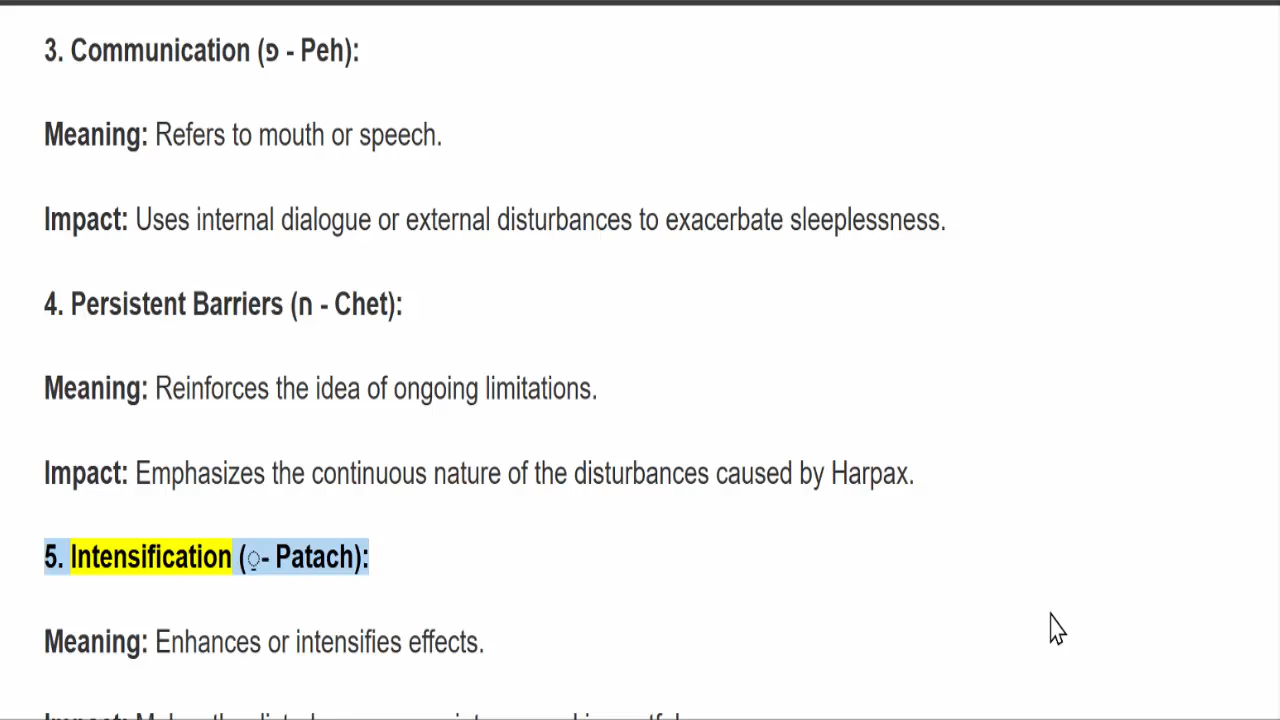 3. Communication (פ - Peh):
Meaning: Refers to mouth or speech.
Impact: Uses internal dialogue or external disturbances to exacerbate sleeplessness.
4. Persistent Barriers (ח - Chet):
Meaning: Reinforces the idea of ongoing limitations.
Impact: Emphasizes the continuous nature of the disturbances caused by Harpax.
5. Intensification (◌ַ- Patach):
Meaning: Enhances or intensifies effects.